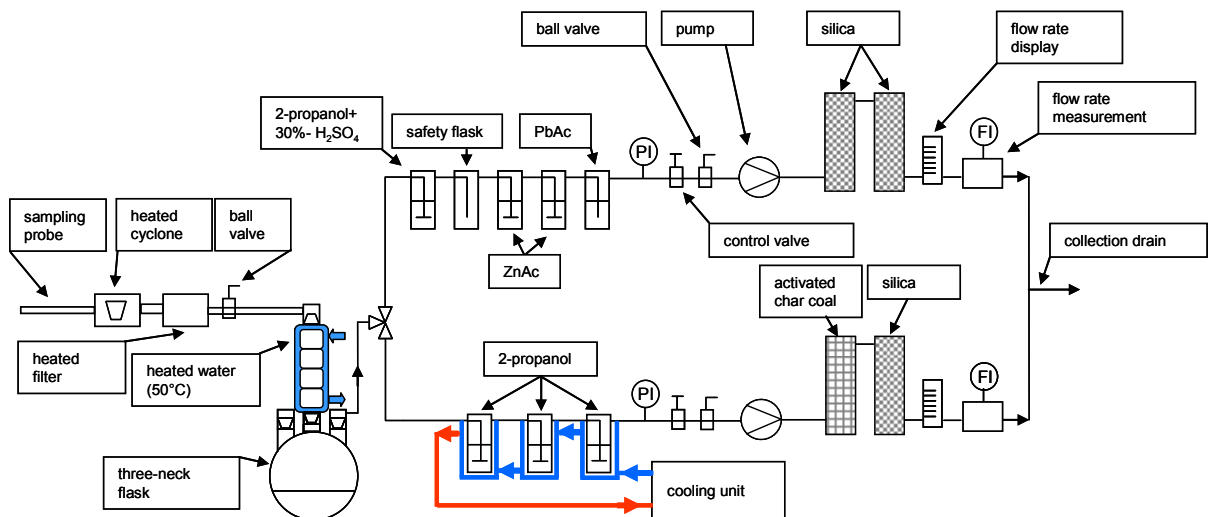 ball valve
pump
silica
flow rate
display
2-propanol+
30%- H₂SO₄
safety flask
PbAc
flow rate
measurement
PI
FI
sampling
probe
heated
cyclone
ball
valve
ZnAc
control valve
collection drain
activated
char coal
silica
heated
filter
heated water
(50°C)
2-propanol
PI
FI
three-neck
flask
cooling unit